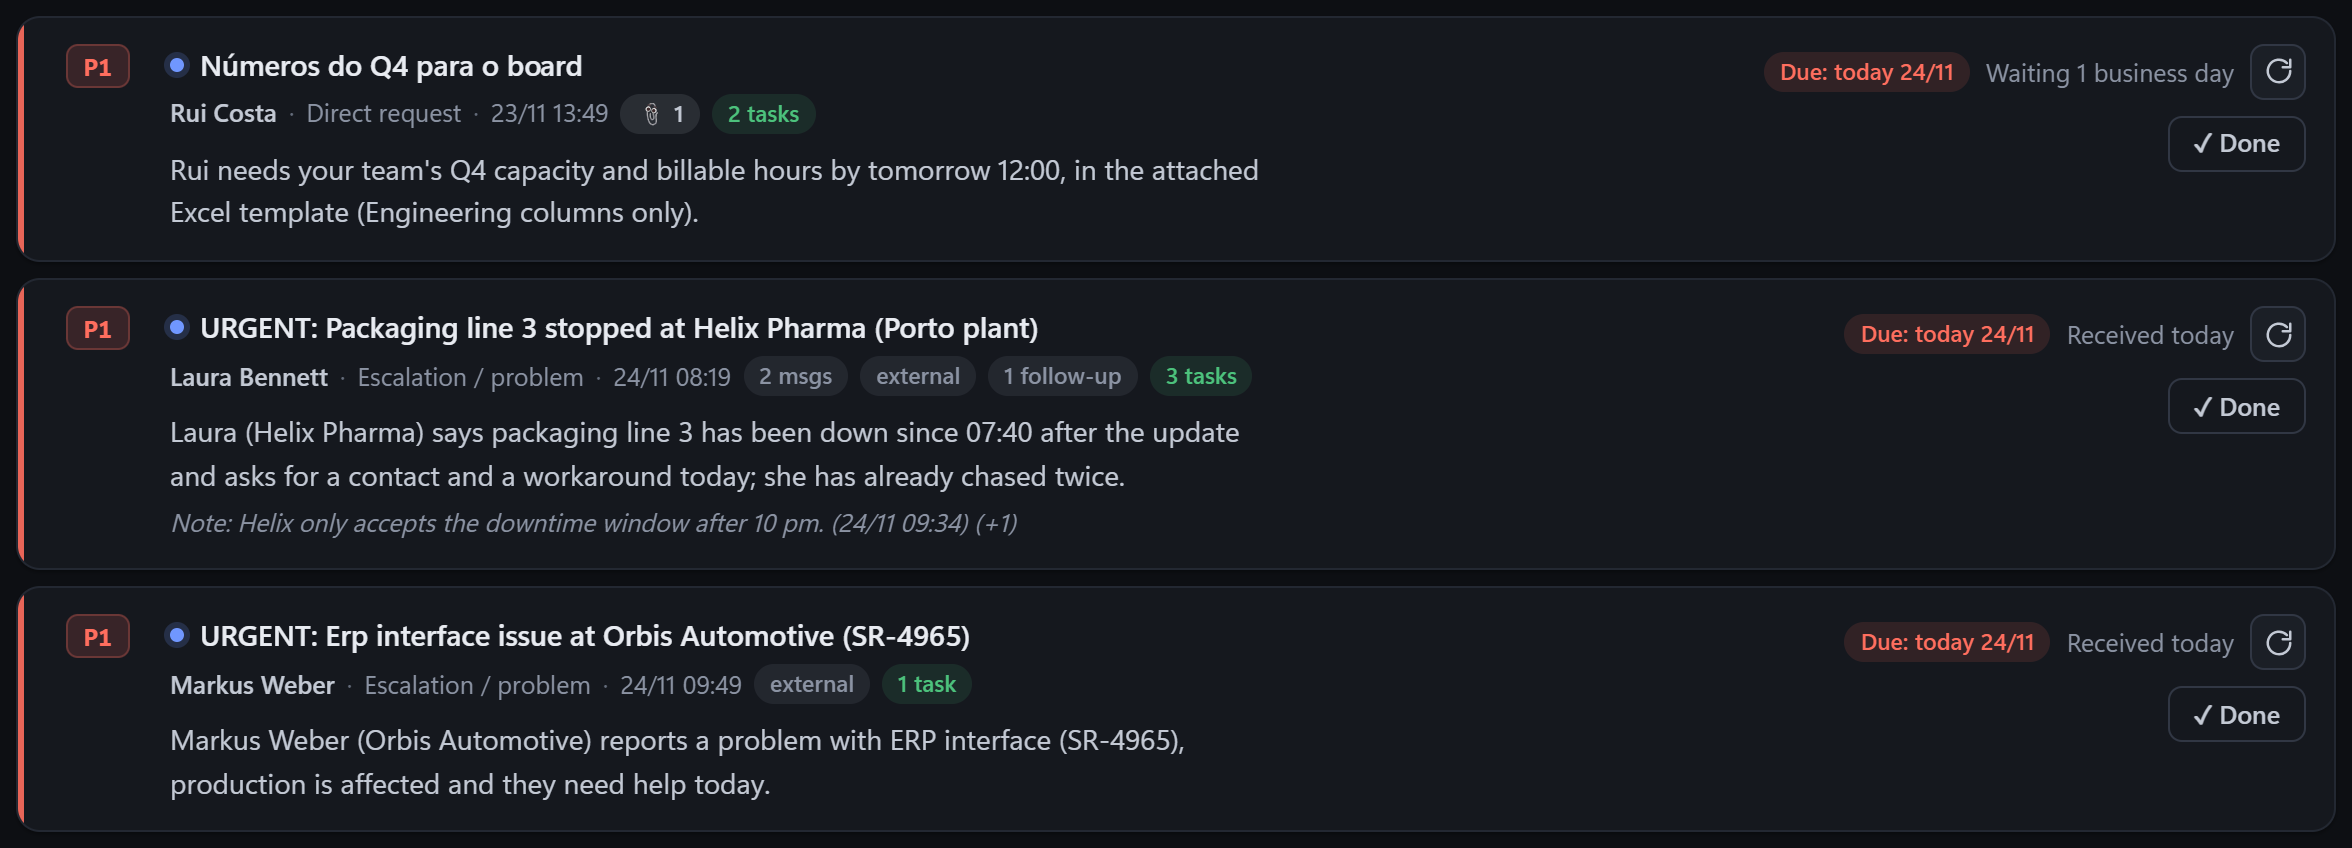 P1 Números do Q4 para o board Due: today 24/11 Waiting 1 business day
Rui Costa · Direct request · 23/11 13:49 1 2 tasks
✓ Done
Rui needs your team's Q4 capacity and billable hours by tomorrow 12:00, in the attached
Excel template (Engineering columns only).
P1 URGENT: Packaging line 3 stopped at Helix Pharma (Porto plant) Due: today 24/11 Received today
Laura Bennett · Escalation / problem · 24/11 08:19 2 msgs external 1 follow-up 3 tasks
✓ Done
Laura (Helix Pharma) says packaging line 3 has been down since 07:40 after the update
and asks for a contact and a workaround today; she has already chased twice.
Note: Helix only accepts the downtime window after 10 pm. (24/11 09:34) (+1)
P1 URGENT: Erp interface issue at Orbis Automotive (SR-4965) Due: today 24/11 Received today
Markus Weber · Escalation / problem · 24/11 09:49 external 1 task
✓ Done
Markus Weber (Orbis Automotive) reports a problem with ERP interface (SR-4965),
production is affected and they need help today.